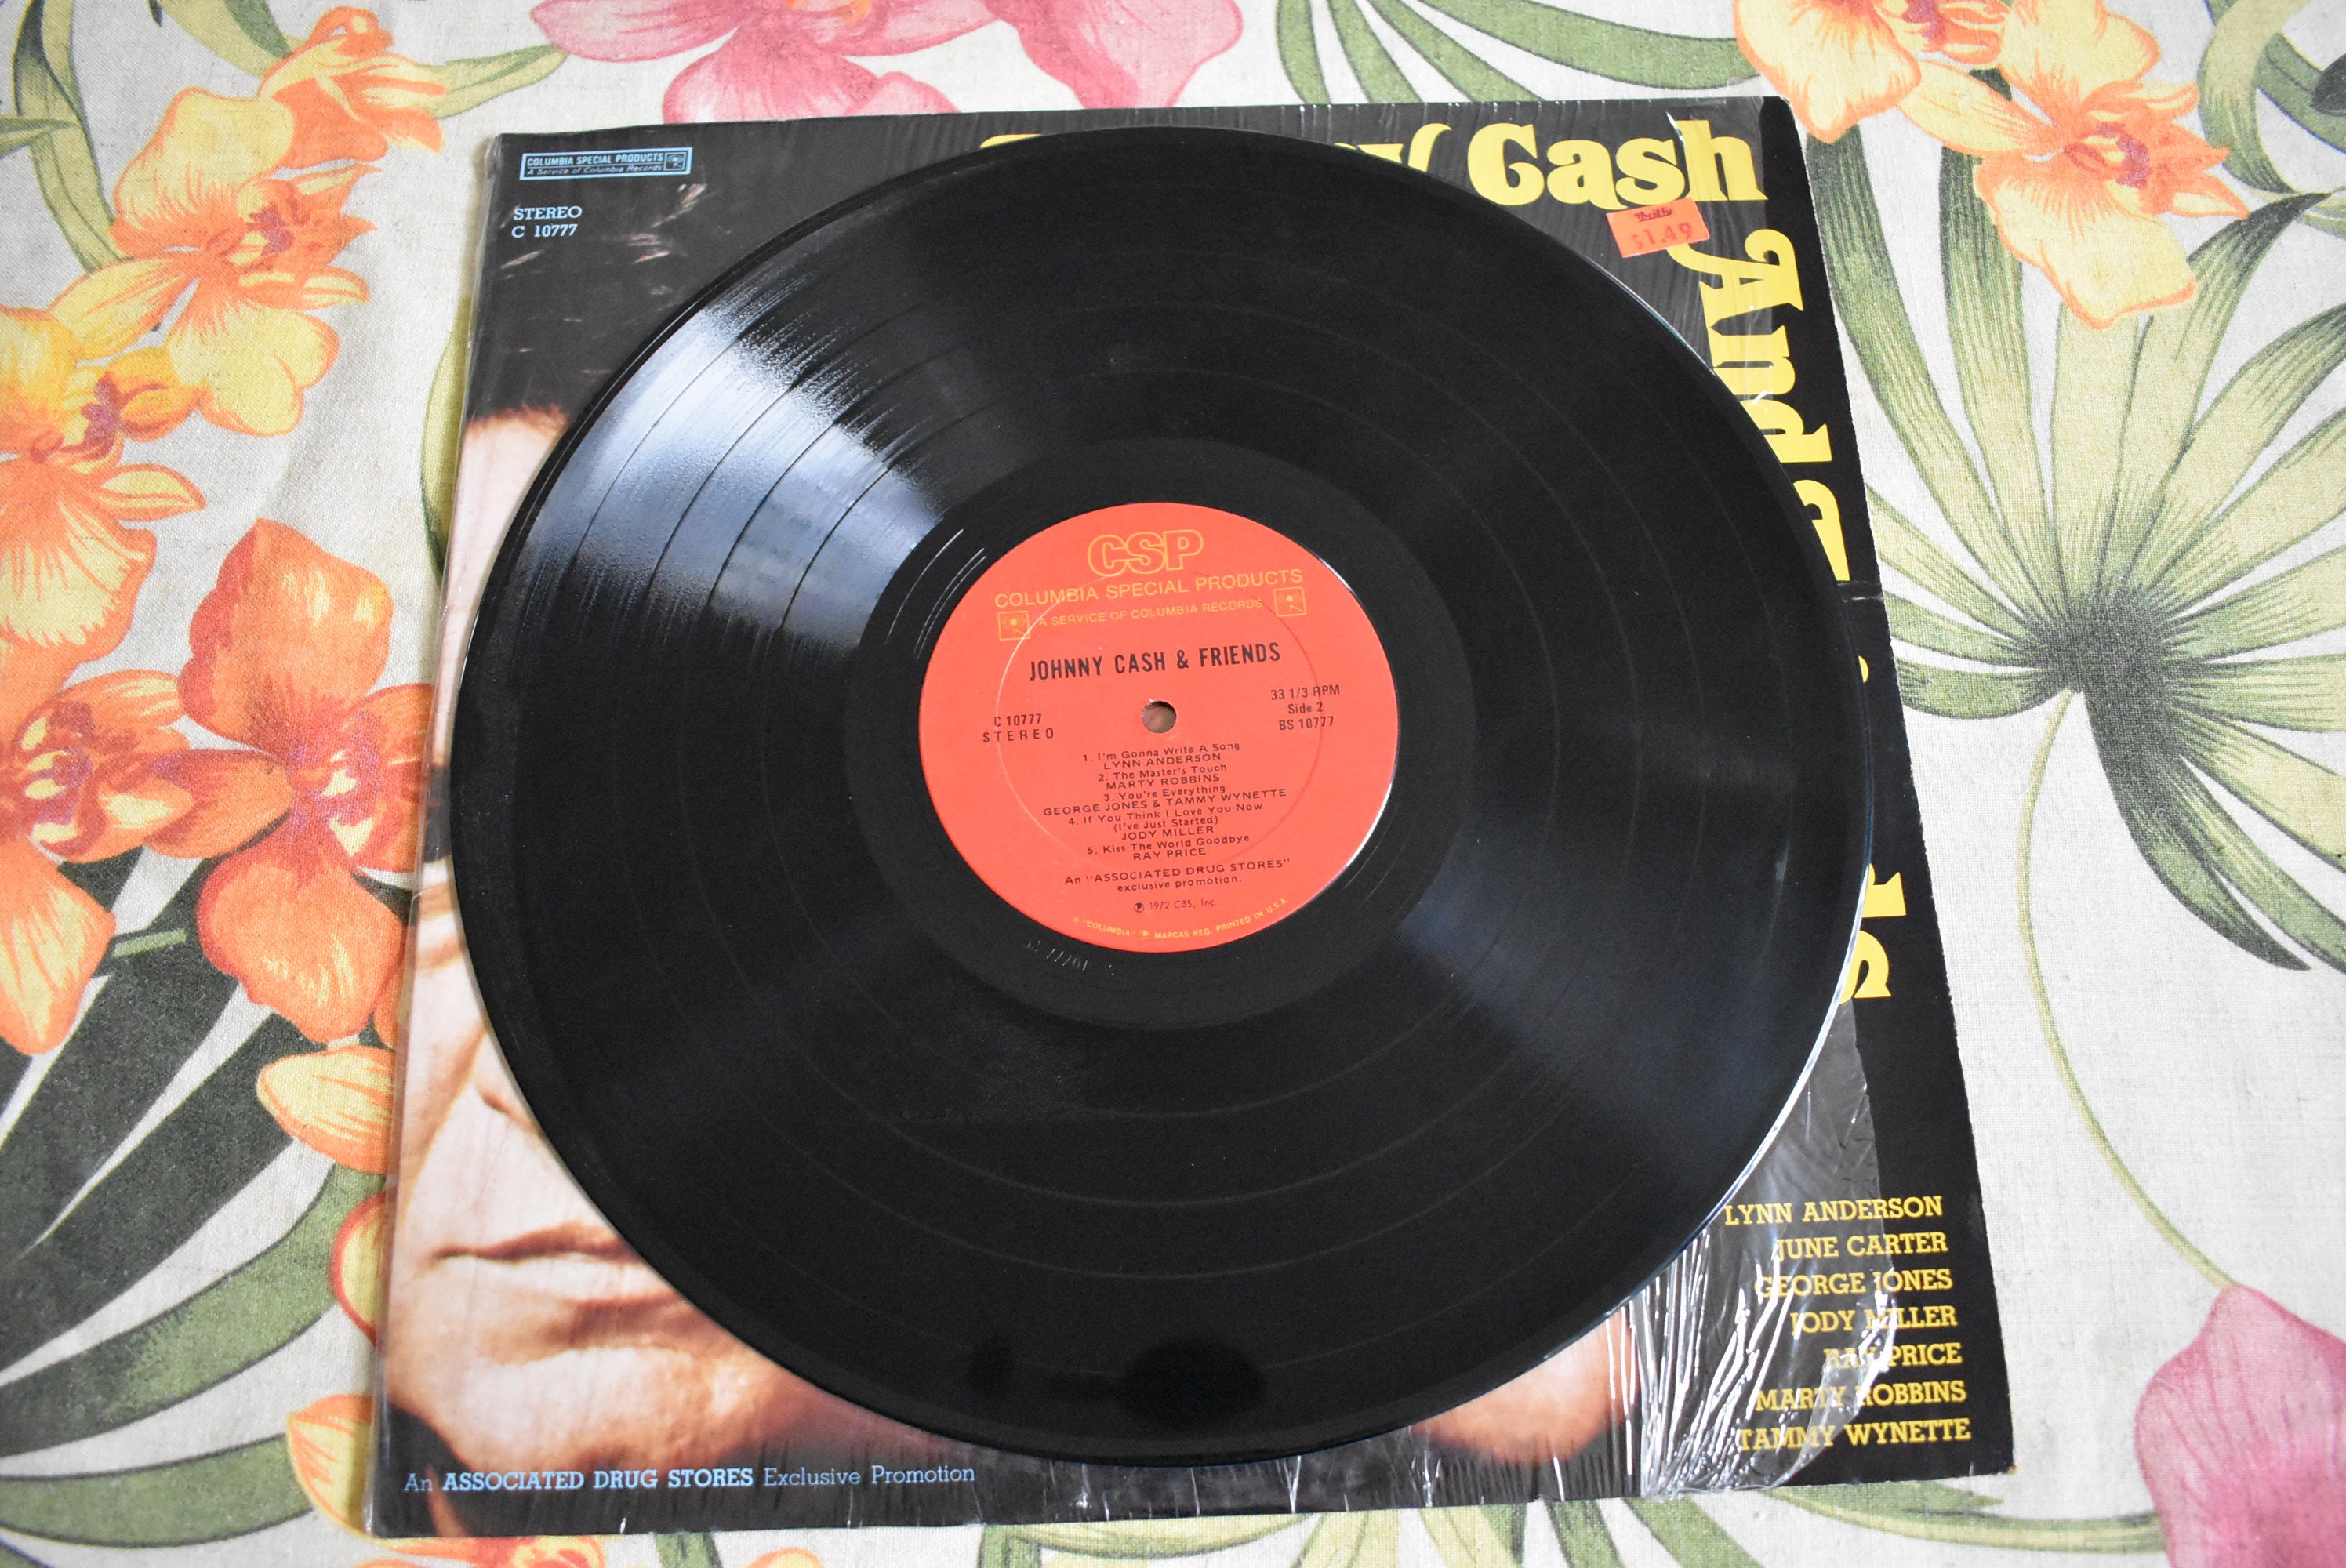 COLUMBIA SPECIAL PRODUCTS
A Service of Columbia Records
STEREO
C 10777
Cash
And
Thrifty
$1.49
CSP
COLUMBIA SPECIAL PRODUCTS
A SERVICE OF COLUMBIA RECORDS
JOHNNY CASH & FRIENDS
C 10777
STEREO
33 1/3 RPM
Side 2
BS 10777
1. I'm Gonna Write A Song
LYNN ANDERSON
2. The Master's Touch
MARTY ROBBINS
3. You're Everything
GEORGE JONES & TAMMY WYNETTE
4. If You Think I Love You Now
(I've Just Started)
JODY MILLER
5. Kiss The World Goodbye
RAY PRICE
An "ASSOCIATED DRUG STORES"
exclusive promotion.
Ⓟ 1972 CBS, Inc.
® "COLUMBIA" MARCAS REG. PRINTED IN U.S.A.
LYNN ANDERSON
JUNE CARTER
GEORGE JONES
JODY MILLER
RAY PRICE
MARTY ROBBINS
TAMMY WYNETTE
An ASSOCIATED DRUG STORES Exclusive Promotion